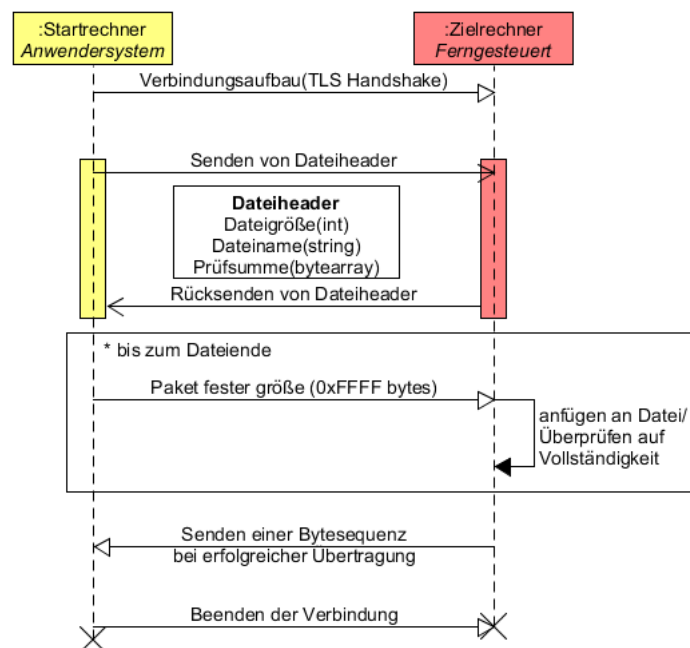 :Startrechner
Anwendersystem
:Zielrechner
Ferngesteuert
Verbindungsaufbau(TLS Handshake)
Senden von Dateiheader
Dateiheader
Dateigröße(int)
Dateiname(string)
Prüfsumme(bytearray)
Rücksenden von Dateiheader
* bis zum Dateiende
Paket fester größe (0xFFFF bytes)
anfügen an Datei/
Überprüfen auf
Vollständigkeit
Senden einer Bytesequenz
bei erfolgreicher Übertragung
Beenden der Verbindung